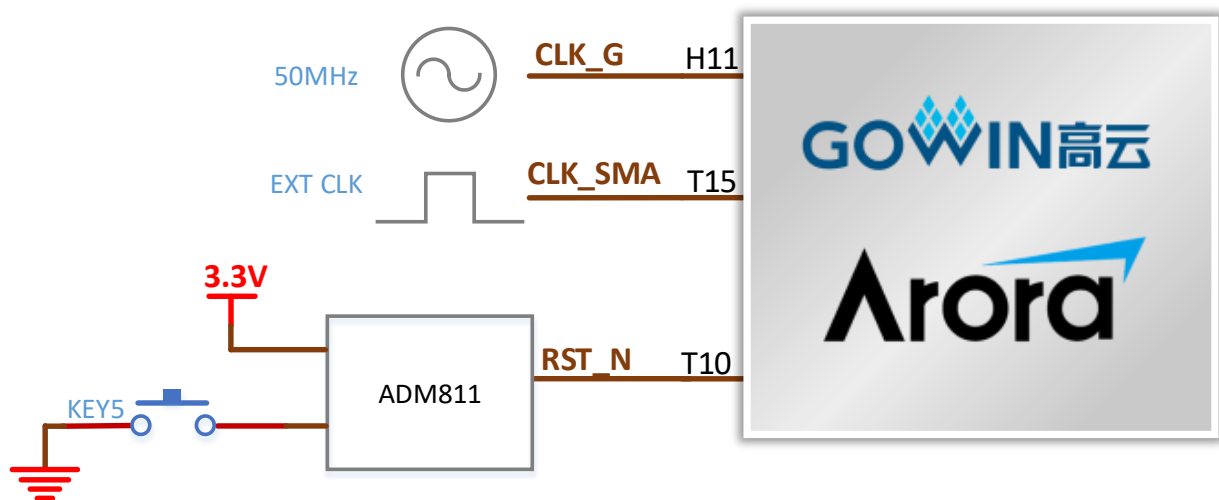 50MHz
CLK_G
H11
EXT CLK
CLK_SMA
T15
3.3V
ADM811
KEY5
RST_N
T10
GOWIN高云
Arora